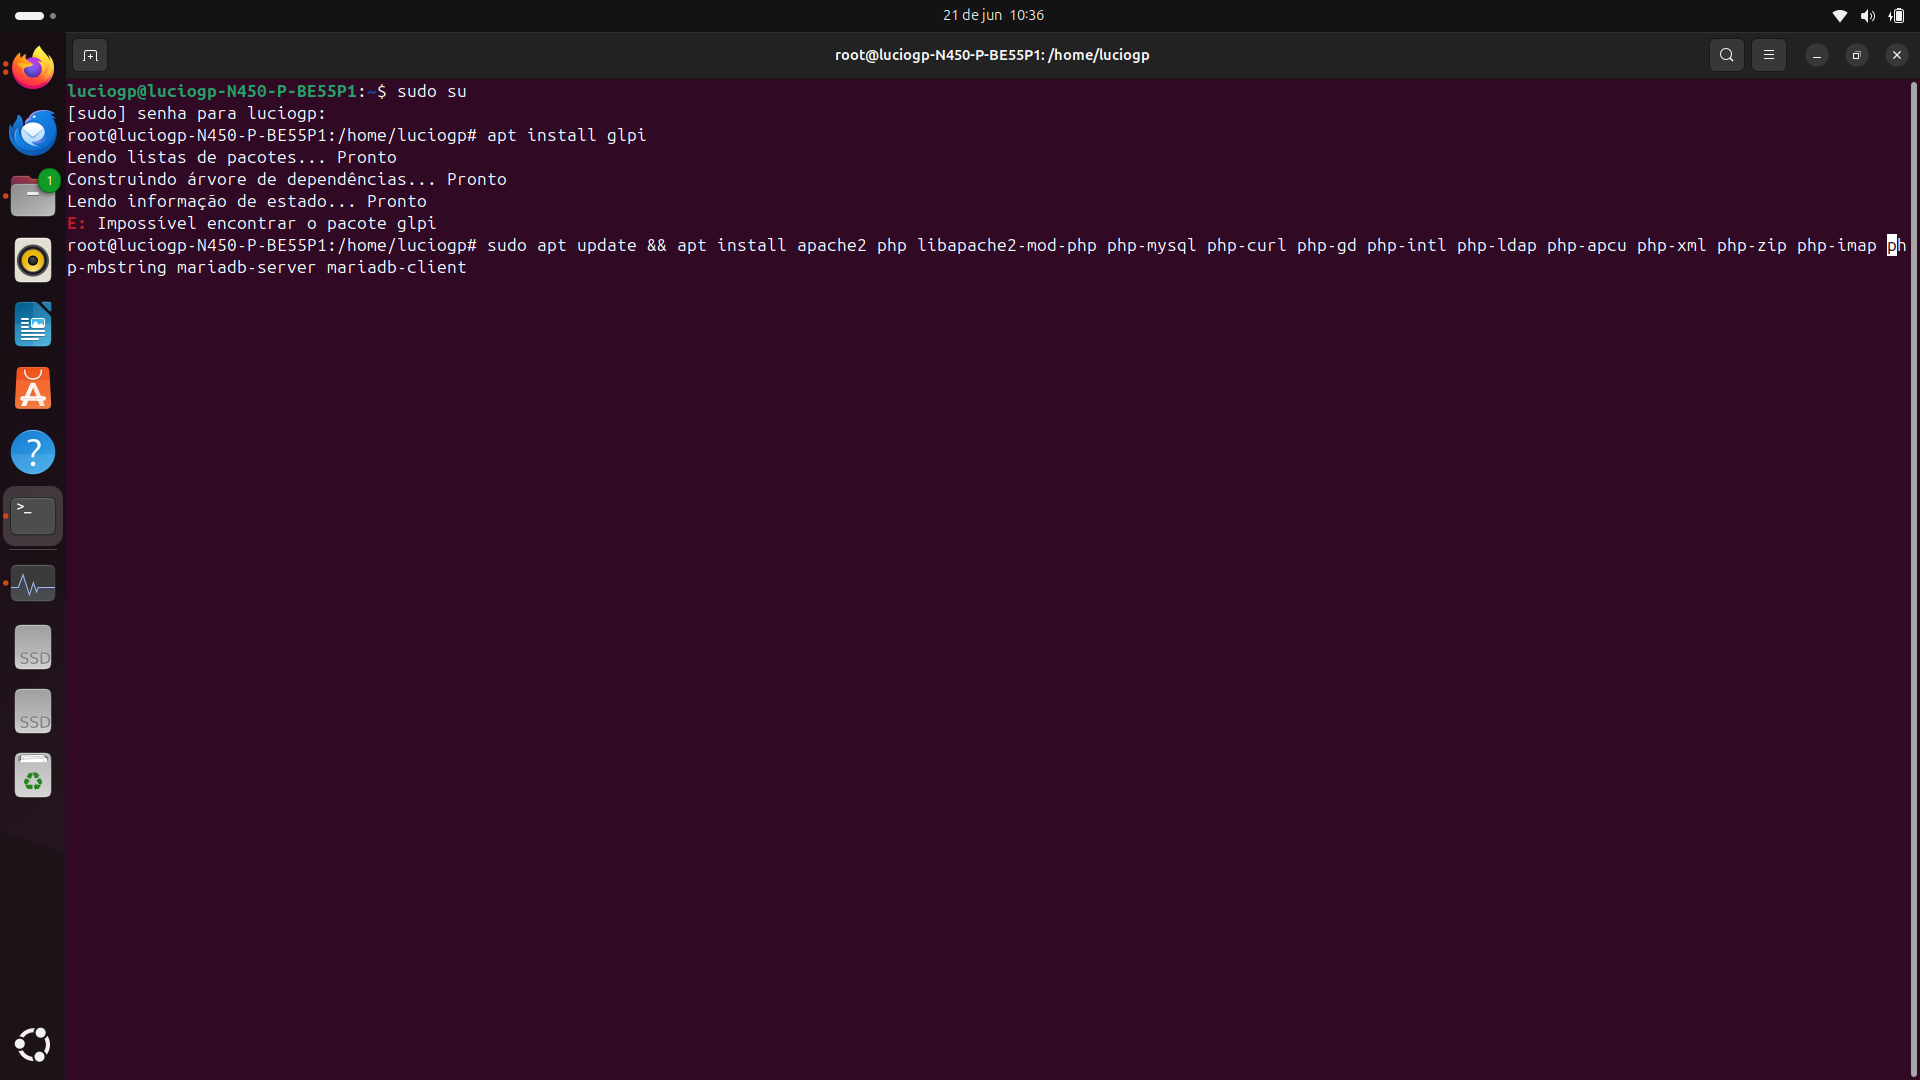 21 de jun 10:36
root@luciogp-N450-P-BE55P1: /home/luciogp
luciogp@luciogp-N450-P-BE55P1:~$ sudo su
[sudo] senha para luciogp:
root@luciogp-N450-P-BE55P1:/home/luciogp# apt install glpi
Lendo listas de pacotes... Pronto
Construindo árvore de dependências... Pronto
Lendo informação de estado... Pronto
E: Impossível encontrar o pacote glpi
root@luciogp-N450-P-BE55P1:/home/luciogp# sudo apt update && apt install apache2 php libapache2-mod-php php-mysql php-curl php-gd php-intl php-ldap php-apcu php-xml php-zip php-imap ph
p-mbstring mariadb-server mariadb-client
1
?
>_
SSD
SSD